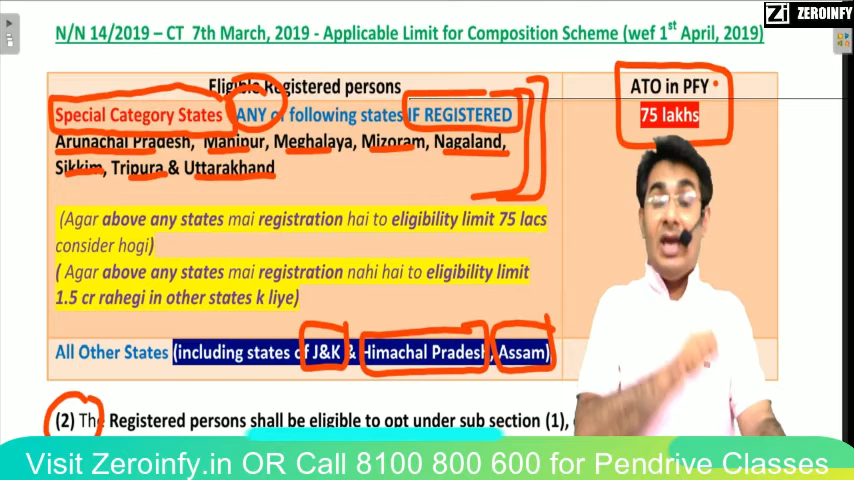 Zi ZEROINFY
N/N 14/2019 – CT 7th March, 2019 - Applicable Limit for Composition Scheme (wef 1st April, 2019)
Eligible Registered persons
ATO in PFY
Special Category States ANY of following states IF REGISTERED
75 lakhs
Arunachal Pradesh, Manipur, Meghalaya, Mizoram, Nagaland,
Sikkim, Tripura & Uttarakhand
(Agar above any states mai registration hai to eligibility limit 75 lacs
consider hogi)
( Agar above any states mai registration nahi hai to eligibility limit
1.5 cr rahegi in other states k liye)
All Other States (including states of J&K & Himachal Pradesh, Assam)
(2) The Registered persons shall be eligible to opt under sub section (1),
Visit Zeroinfy.in OR Call 8100 800 600 for Pendrive Classes